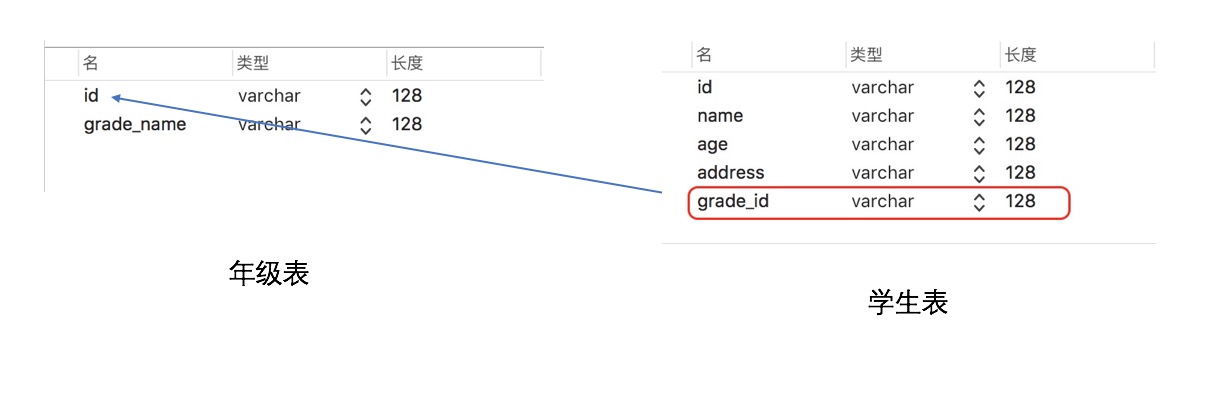 名 类型 长度
id varchar 128
grade_name varchar 128
年级表
名 类型 长度
id varchar 128
name varchar 128
age varchar 128
address varchar 128
grade_id varchar 128
学生表